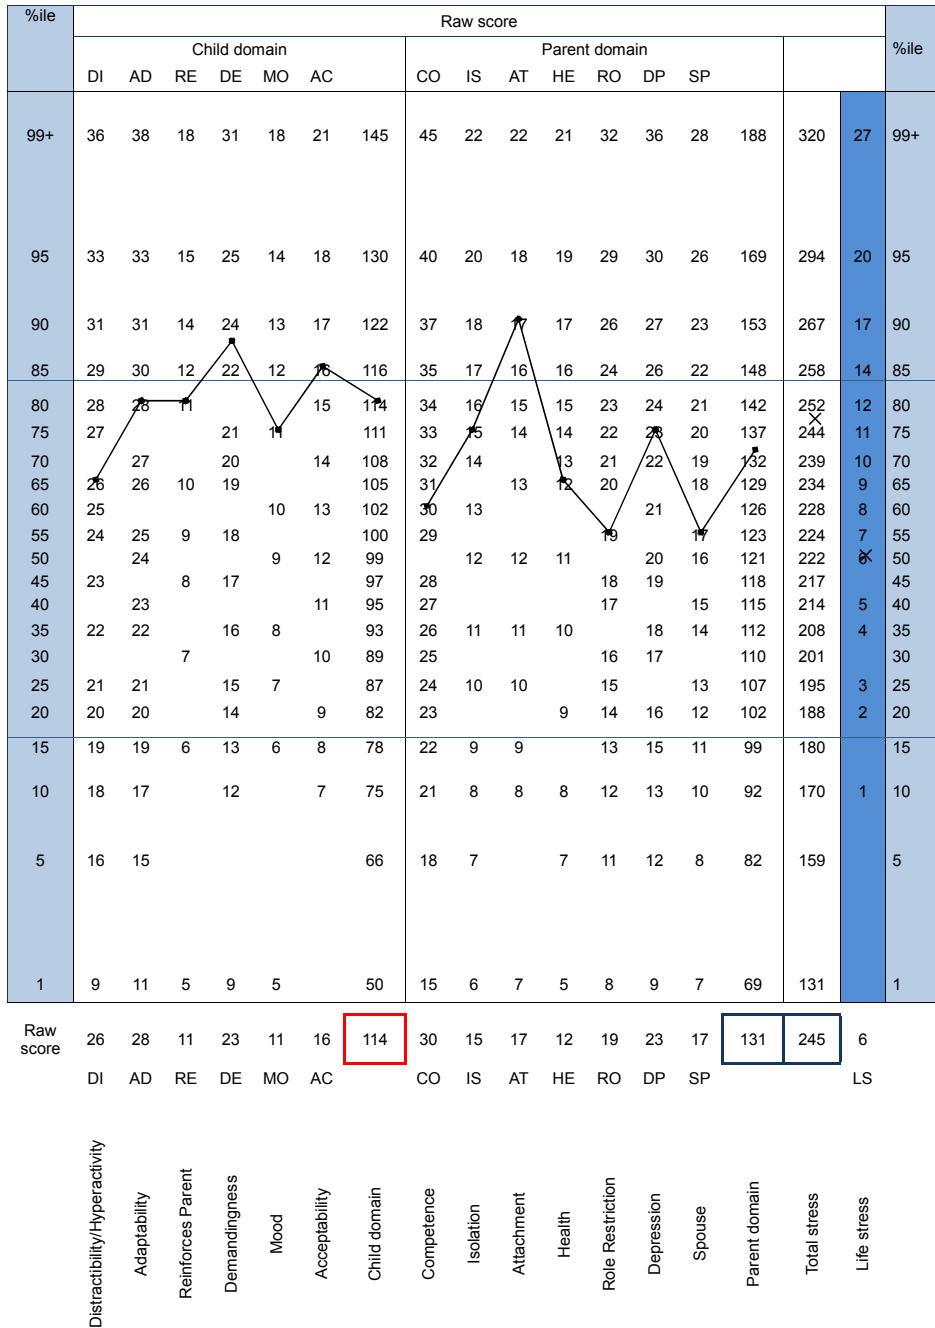 %ile Raw score %ile
Child domain Parent domain
DI AD RE DE MO AC CO IS AT HE RO DP SP
99+ 36 38 18 31 18 21 145 45 22 22 21 32 36 28 188 320 27 99+
95 33 33 15 25 14 18 130 40 20 18 19 29 30 26 169 294 20 95
90 31 31 14 24 13 17 122 37 18 17 17 26 27 23 153 267 17 90
85 29 30 12 22 12 16 116 35 17 16 16 24 26 22 148 258 14 85
80 28 28 11 15 114 34 16 15 15 23 24 21 142 252 12 80
75 27 21 11 111 33 15 14 14 22 23 20 137 244 11 75
70 27 20 14 108 32 14 13 21 22 19 132 239 10 70
65 26 26 10 19 105 31 13 12 20 18 129 234 9 65
60 25 10 13 102 30 13 21 126 228 8 60
55 24 25 9 18 100 29 19 17 123 224 7 55
50 24 9 12 99 12 12 11 20 16 121 222 6 50
45 23 8 17 97 28 18 19 118 217 45
40 23 11 95 27 17 15 115 214 5 40
35 22 22 16 8 93 26 11 11 10 18 14 112 208 4 35
30 7 10 89 25 16 17 110 201 30
25 21 21 15 7 87 24 10 10 15 13 107 195 3 25
20 20 20 14 9 82 23 9 14 16 12 102 188 2 20
15 19 19 6 13 6 8 78 22 9 9 13 15 11 99 180 15
10 18 17 12 7 75 21 8 8 8 12 13 10 92 170 1 10
5 16 15 66 18 7 7 11 12 8 82 159 5
1 9 11 5 9 5 50 15 6 7 5 8 9 7 69 131 1
Raw
score 26 28 11 23 11 16 114 30 15 17 12 19 23 17 131 245 6
DI AD RE DE MO AC CO IS AT HE RO DP SP LS
Distractibility/Hyperactivity
Adaptability
Reinforces Parent
Demandingness
Mood
Acceptability
Child domain
Competence
Isolation
Attachment
Health
Role Restriction
Depression
Spouse
Parent domain
Total stress
Life stress